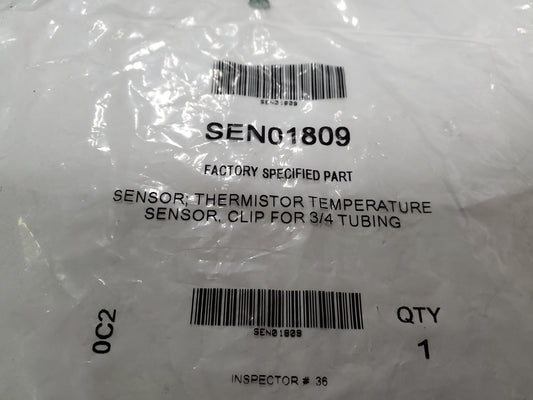 SEN01809
SEN01809
FACTORY SPECIFIED PART
SENSOR; THERMISTOR TEMPERATURE
SENSOR, CLIP FOR 3/4 TUBING
0C2
SEN01809
QTY
1
INSPECTOR # 36